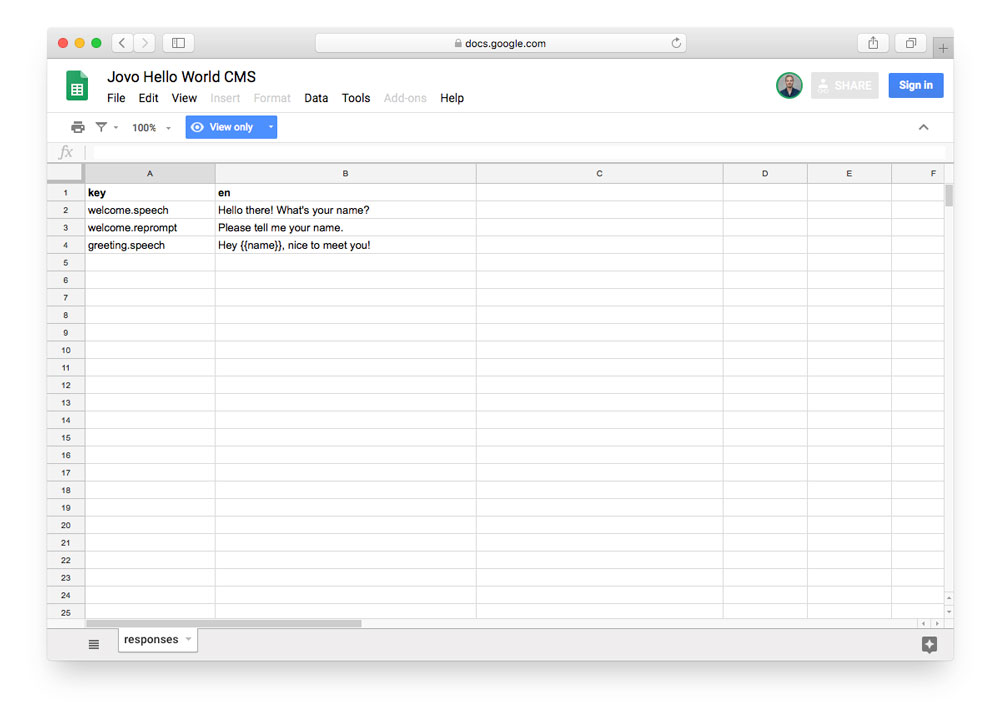 docs.google.com
Jovo Hello World CMS
File Edit View Insert Format Data Tools Add-ons Help
SHARE
Sign in
100%
View only
fx
A B C D E F
1 key en
2 welcome.speech Hello there! What's your name?
3 welcome.reprompt Please tell me your name.
4 greeting.speech Hey {{name}}, nice to meet you!
5
6
7
8
9
10
11
12
13
14
15
16
17
18
19
20
21
22
23
24
25
responses